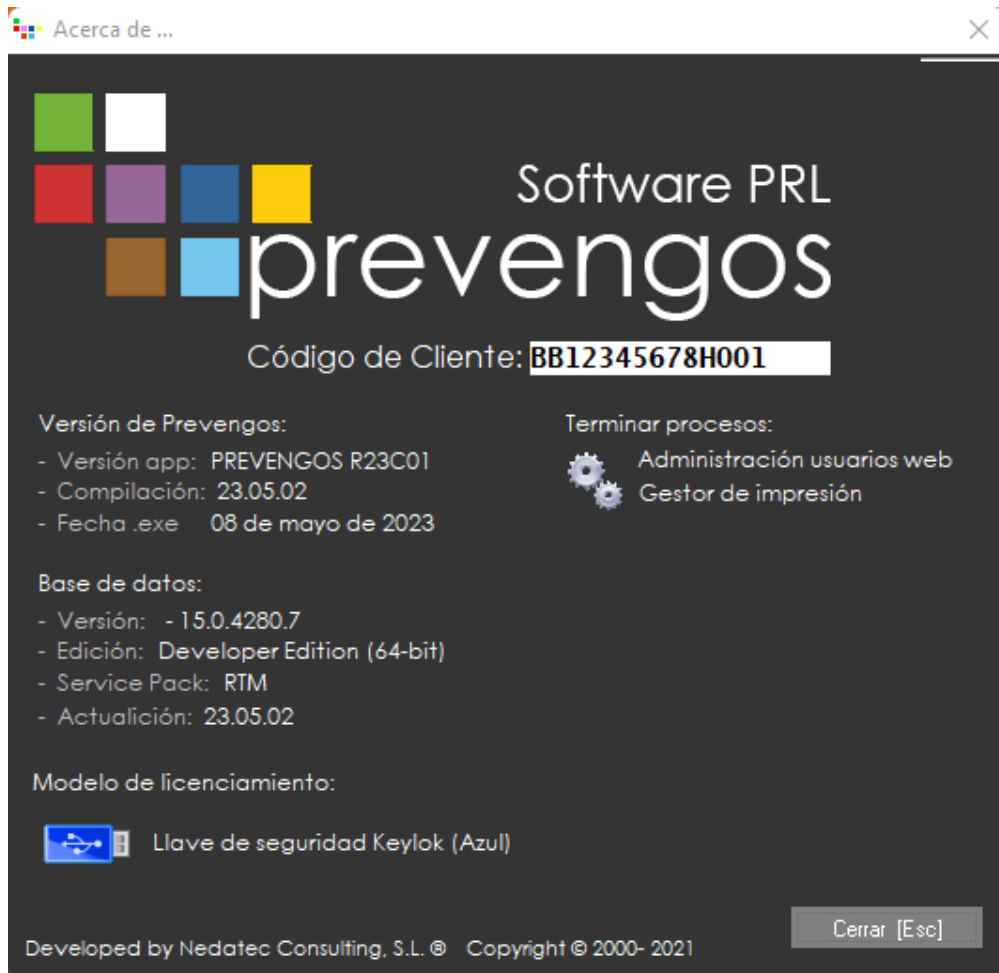 Acerca de ...
Software PRL
prevengos
Código de Cliente: BB12345678H001
Versión de Prevengos:
- Versión app: PREVENGOS R23C01
- Compilación: 23.05.02
- Fecha .exe 08 de mayo de 2023
Terminar procesos:
Administración usuarios web
Gestor de impresión
Base de datos:
- Versión: - 15.0.4280.7
- Edición: Developer Edition (64-bit)
- Service Pack: RTM
- Actualición: 23.05.02
Modelo de licenciamiento:
Llave de seguridad Keylok (Azul)
Cerrar [Esc]
Developed by Nedatec Consulting, S.L. ® Copyright © 2000- 2021